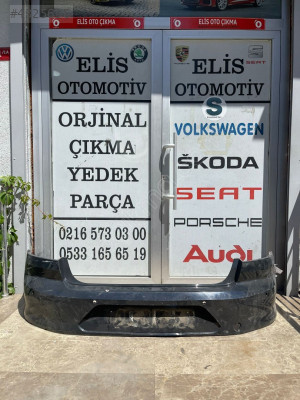 ELİS OTO ÇIKMA
ELİS OTO ÇIKMA
SEAT
ELİS
OTOMOTİV
ORJİNAL
ÇIKMA
YEDEK
PARÇA
0216 573 03 00
0533 165 65 19
ELİS
OTOMOTİV
S
VOLKSWAGEN
ŠKODA
SEAT
PORSCHE
Audi